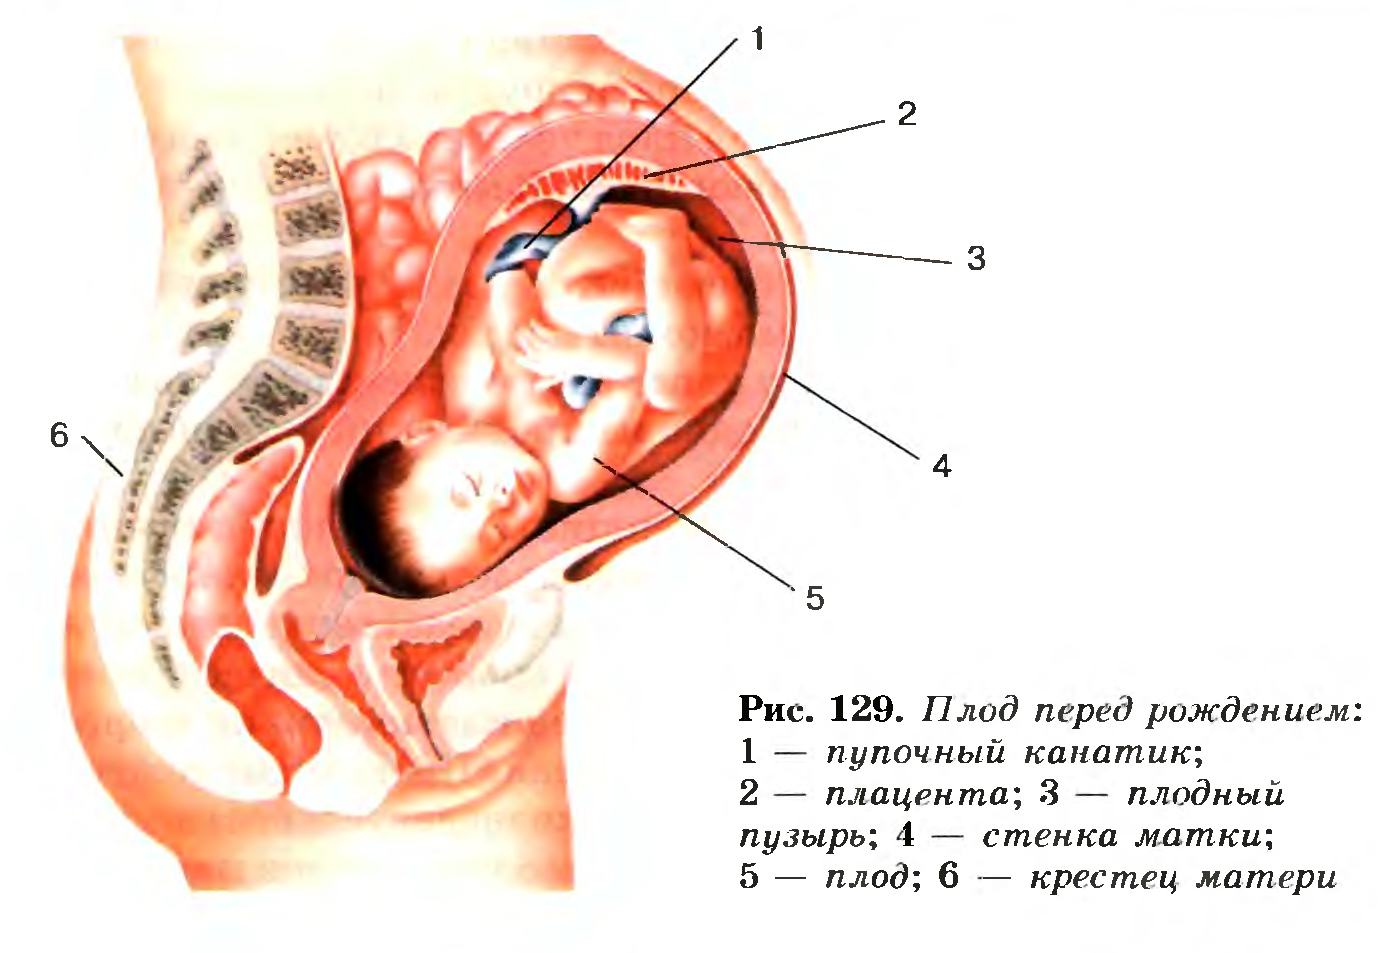 1
2
3
4
5
6
Рис. 129. Плод перед рождением:
1 — пупочный канатик;
2 — плацента; 3 — плодный
пузырь; 4 — стенка матки;
5 — плод; 6 — крестец матери